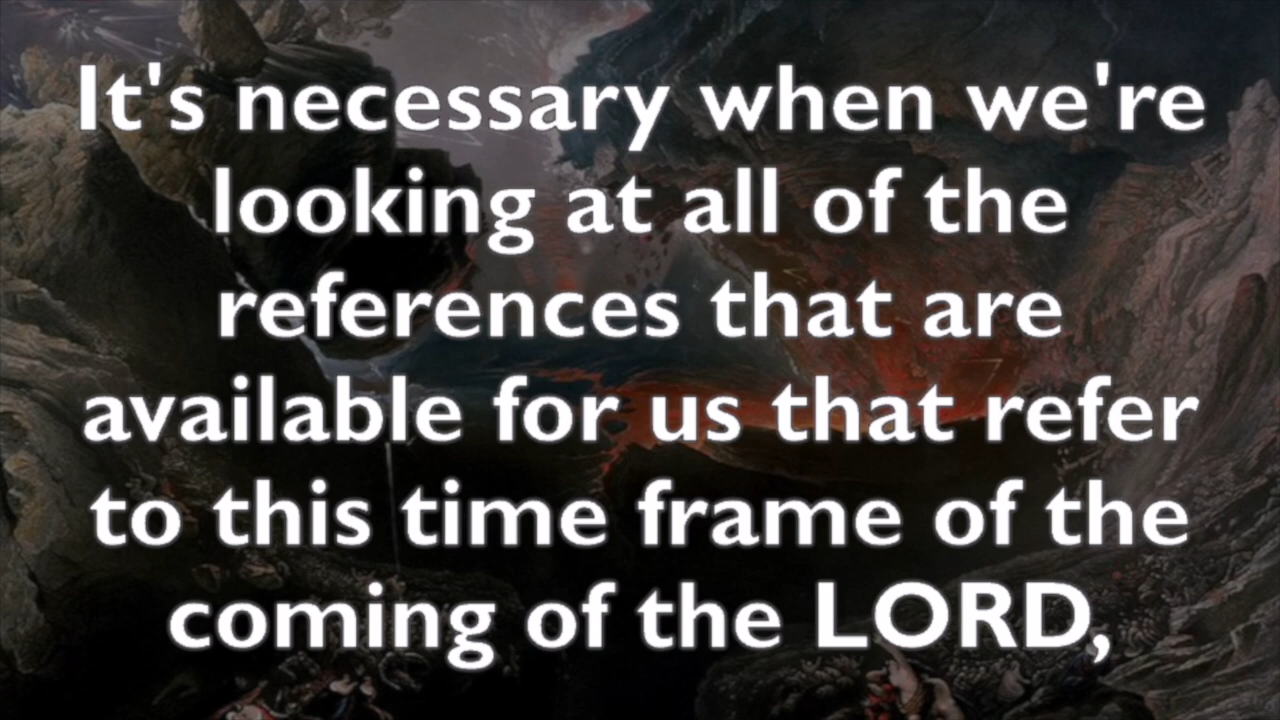 It's necessary when we're
looking at all of the
references that are
available for us that refer
to this time frame of the
coming of the LORD,